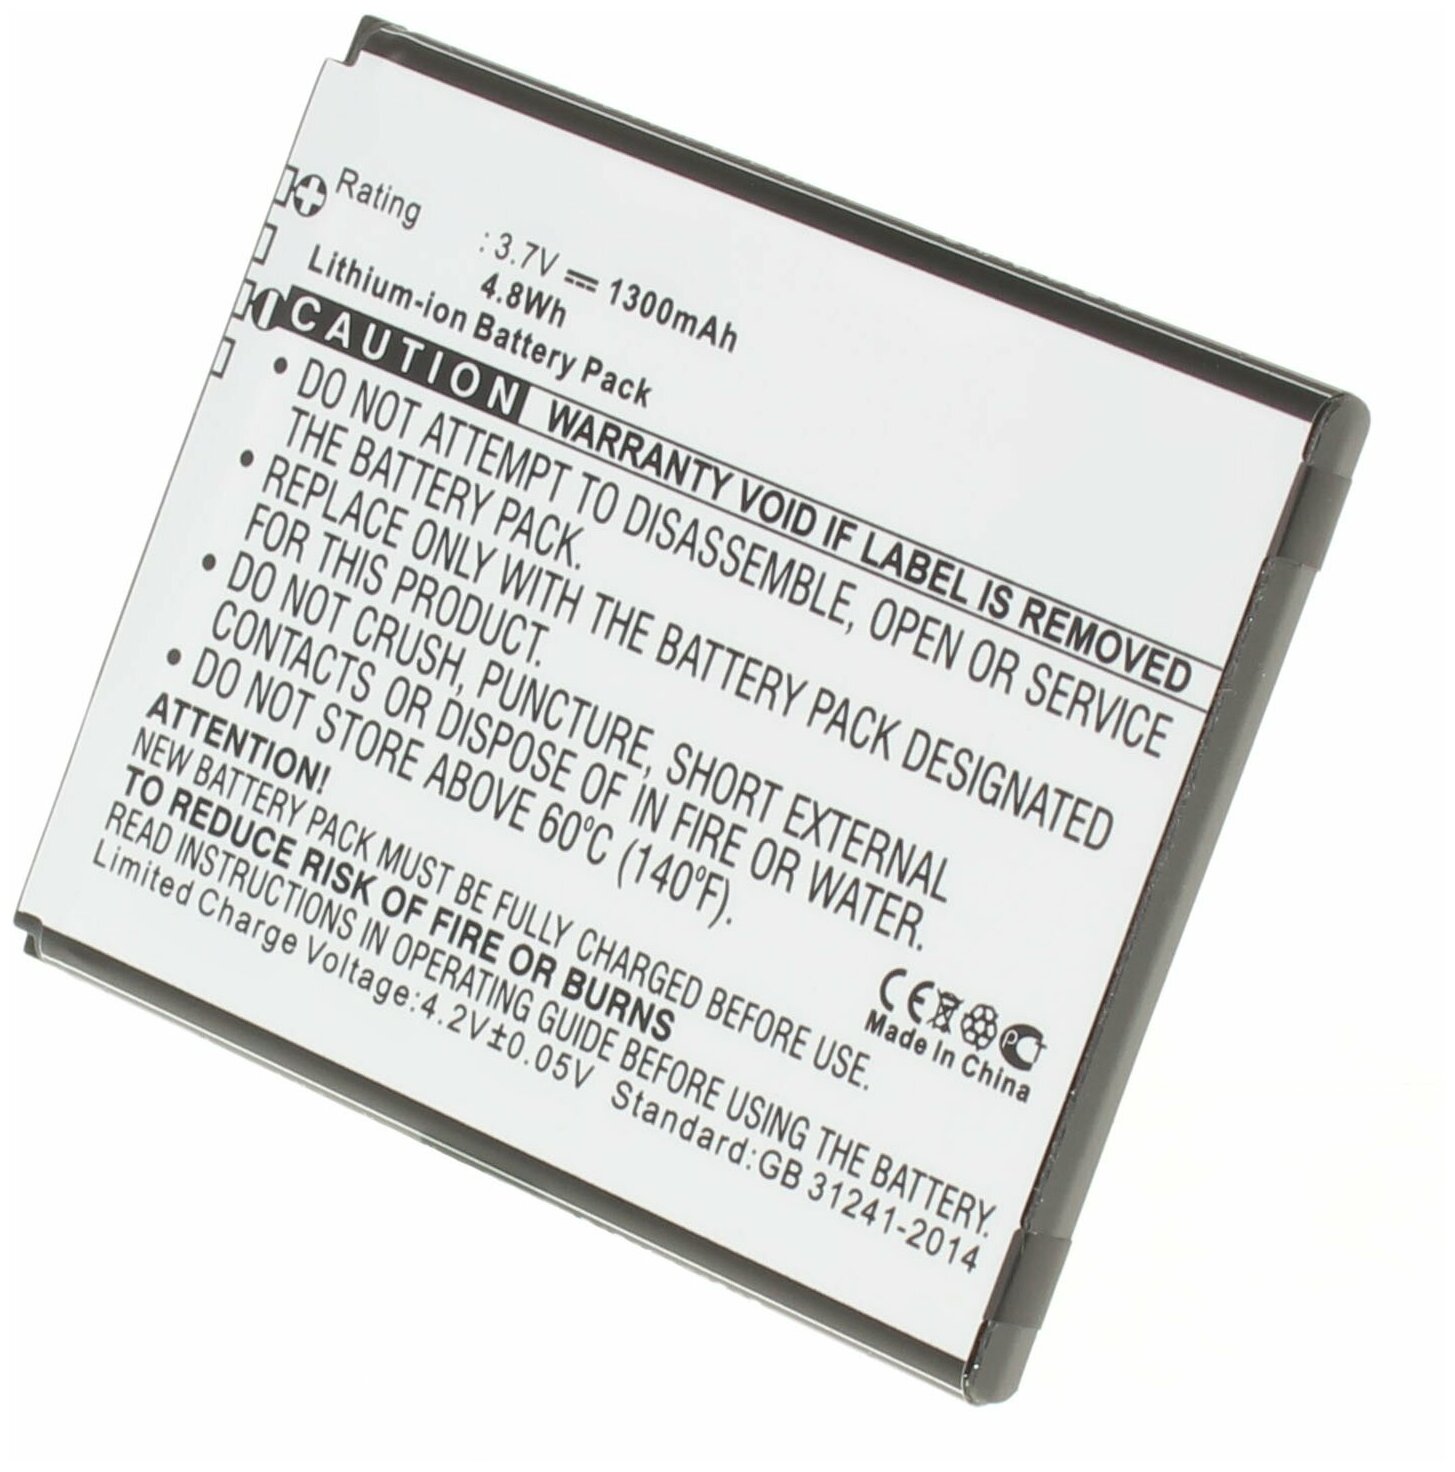 Rating : 3.7V ⎓ 1300mAh
4.8Wh
Lithium-ion Battery Pack
CAUTION WARRANTY VOID IF LABEL IS REMOVED
• DO NOT ATTEMPT TO DISASSEMBLE, OPEN OR SERVICE
THE BATTERY PACK.
• REPLACE ONLY WITH THE BATTERY PACK DESIGNATED
FOR THIS PRODUCT.
• DO NOT CRUSH, PUNCTURE, SHORT EXTERNAL
CONTACTS OR DISPOSE OF IN FIRE OR WATER.
• DO NOT STORE ABOVE 60ºC (140ºF).
ATTENTION!
NEW BATTERY PACK MUST BE FULLY CHARGED BEFORE USE.
TO REDUCE RISK OF FIRE OR BURNS
READ INSTRUCTIONS IN OPERATING GUIDE BEFORE USING THE BATTERY.
Limited Charge Voltage:4.2V±0.05V Standard:GB 31241-2014
CE PCT
Made In China